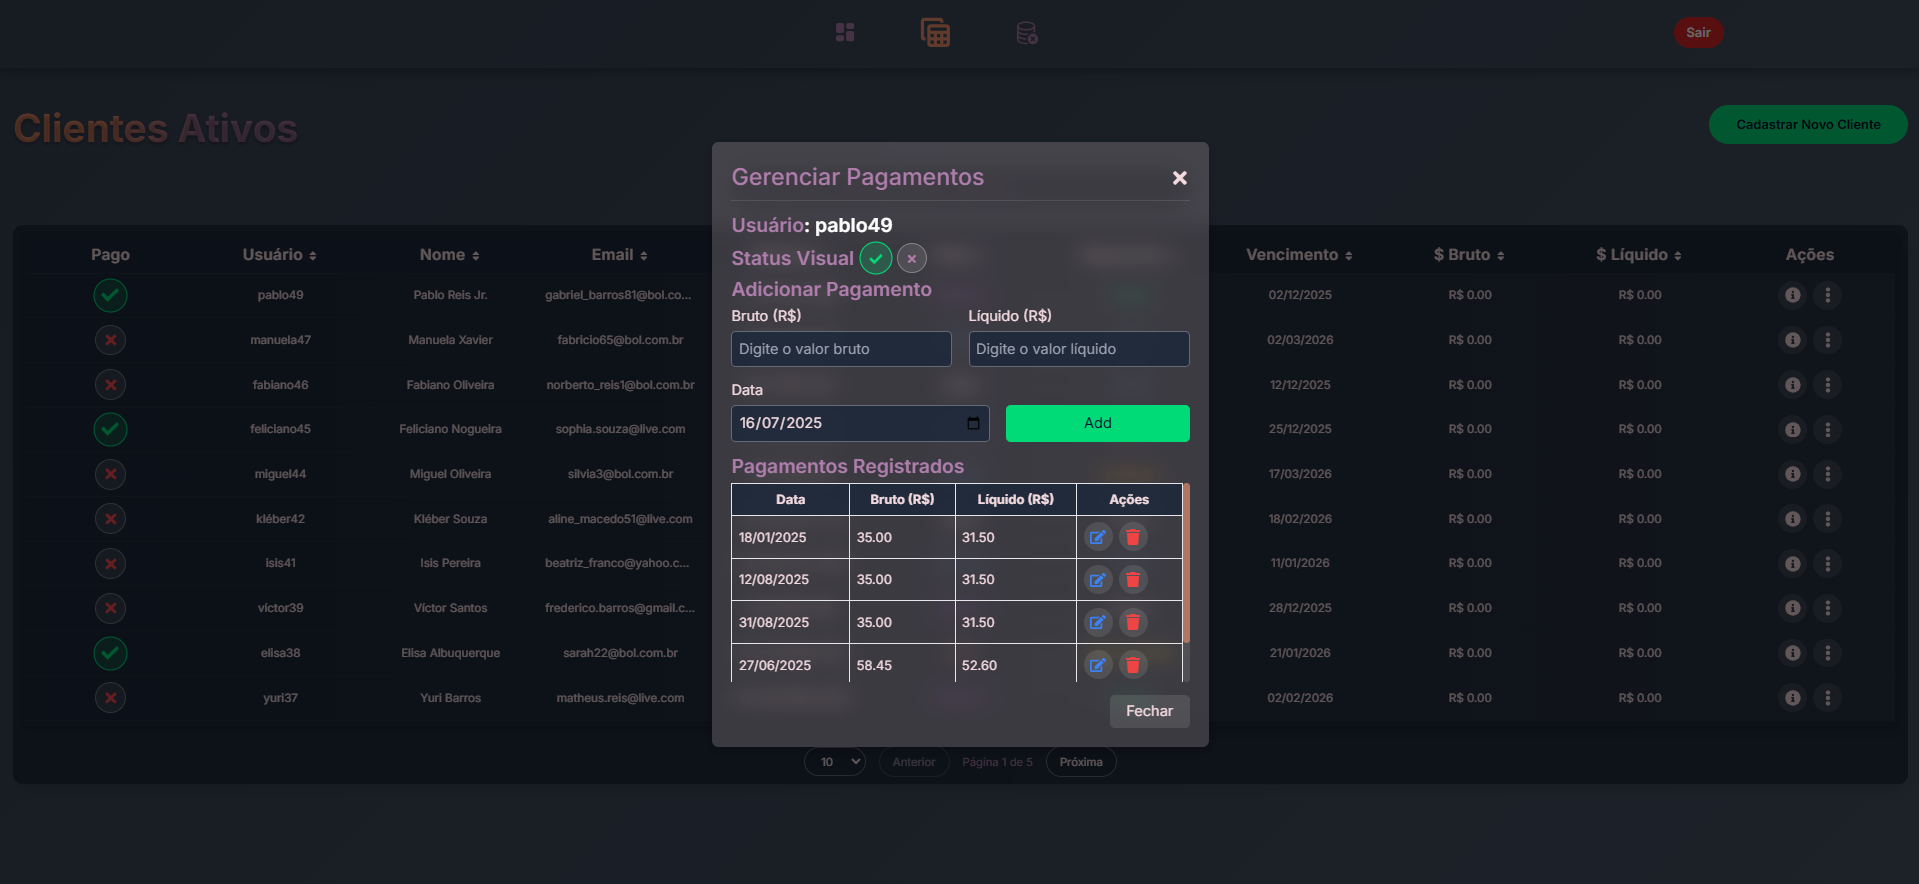 Sair
Clientes Ativos
Cadastrar Novo Cliente
Pago Usuário Nome Email Vencimento $ Bruto $ Líquido Ações
pablo49 Pablo Reis Jr. gabriel_barros81@bol.co... 02/12/2025 R$ 0.00 R$ 0.00
manuela47 Manuela Xavier fabricio65@bol.com.br 02/03/2026 R$ 0.00 R$ 0.00
fabiano46 Fabiano Oliveira norberto_reis1@bol.com.br 12/12/2025 R$ 0.00 R$ 0.00
feliciano45 Feliciano Nogueira sophia.souza@live.com 25/12/2025 R$ 0.00 R$ 0.00
miguel44 Miguel Oliveira silvia3@bol.com.br 17/03/2026 R$ 0.00 R$ 0.00
kléber42 Kléber Souza aline_macedo51@live.com 18/02/2026 R$ 0.00 R$ 0.00
isis41 Isis Pereira beatriz_franco@yahoo.c... 11/01/2026 R$ 0.00 R$ 0.00
víctor39 Víctor Santos frederico.barros@gmail.c... 28/12/2025 R$ 0.00 R$ 0.00
elisa38 Elisa Albuquerque sarah22@bol.com.br 21/01/2026 R$ 0.00 R$ 0.00
yuri37 Yuri Barros matheus.reis@live.com 02/02/2026 R$ 0.00 R$ 0.00
10 Anterior Página 1 de 5 Próxima
Gerenciar Pagamentos
Usuário: pablo49
Status Visual
Adicionar Pagamento
Bruto (R$) Líquido (R$)
Digite o valor bruto Digite o valor líquido
Data
16/07/2025 Add
Pagamentos Registrados
Data Bruto (R$) Líquido (R$) Ações
18/01/2025 35.00 31.50
12/08/2025 35.00 31.50
31/08/2025 35.00 31.50
27/06/2025 58.45 52.60
Fechar